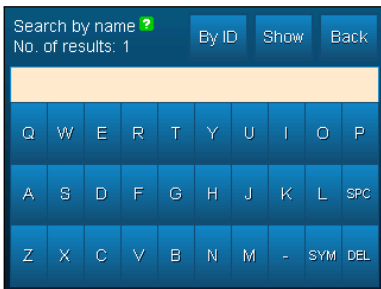 Search by name ?
No. of results: 1
By ID Show Back
Q W E R T Y U I O P
A S D F G H J K L SPC
Z X C V B N M - SYM DEL